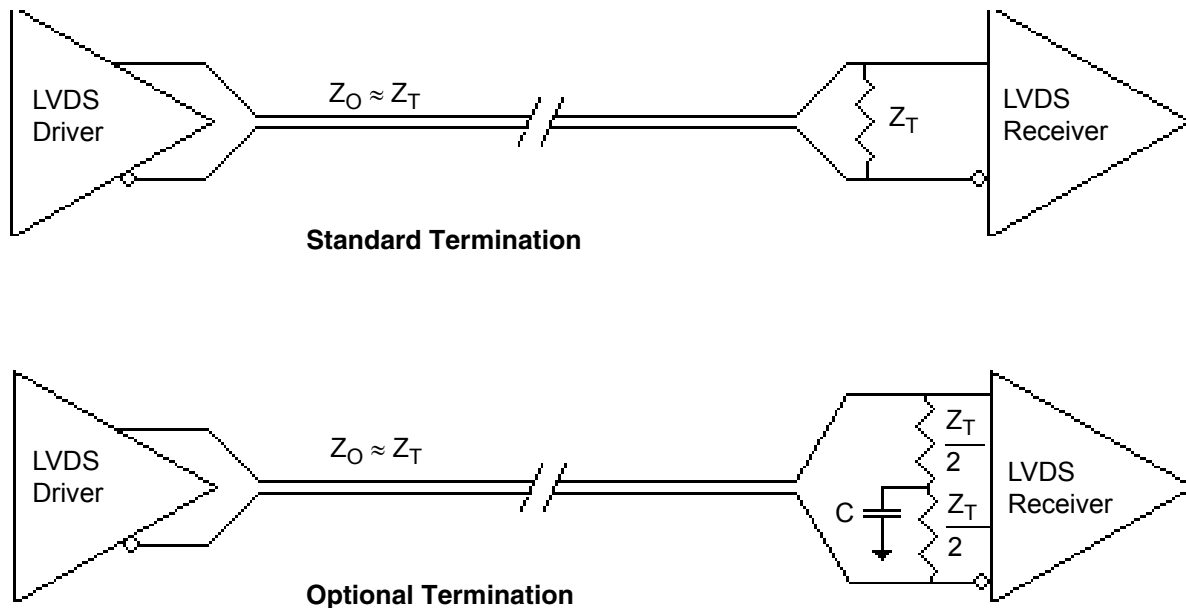 LVDS
Driver
Z_O ≈ Z_T
Z_T
LVDS
Receiver
Standard Termination
LVDS
Driver
Z_O ≈ Z_T
Z_T
2
C
Z_T
2
LVDS
Receiver
Optional Termination